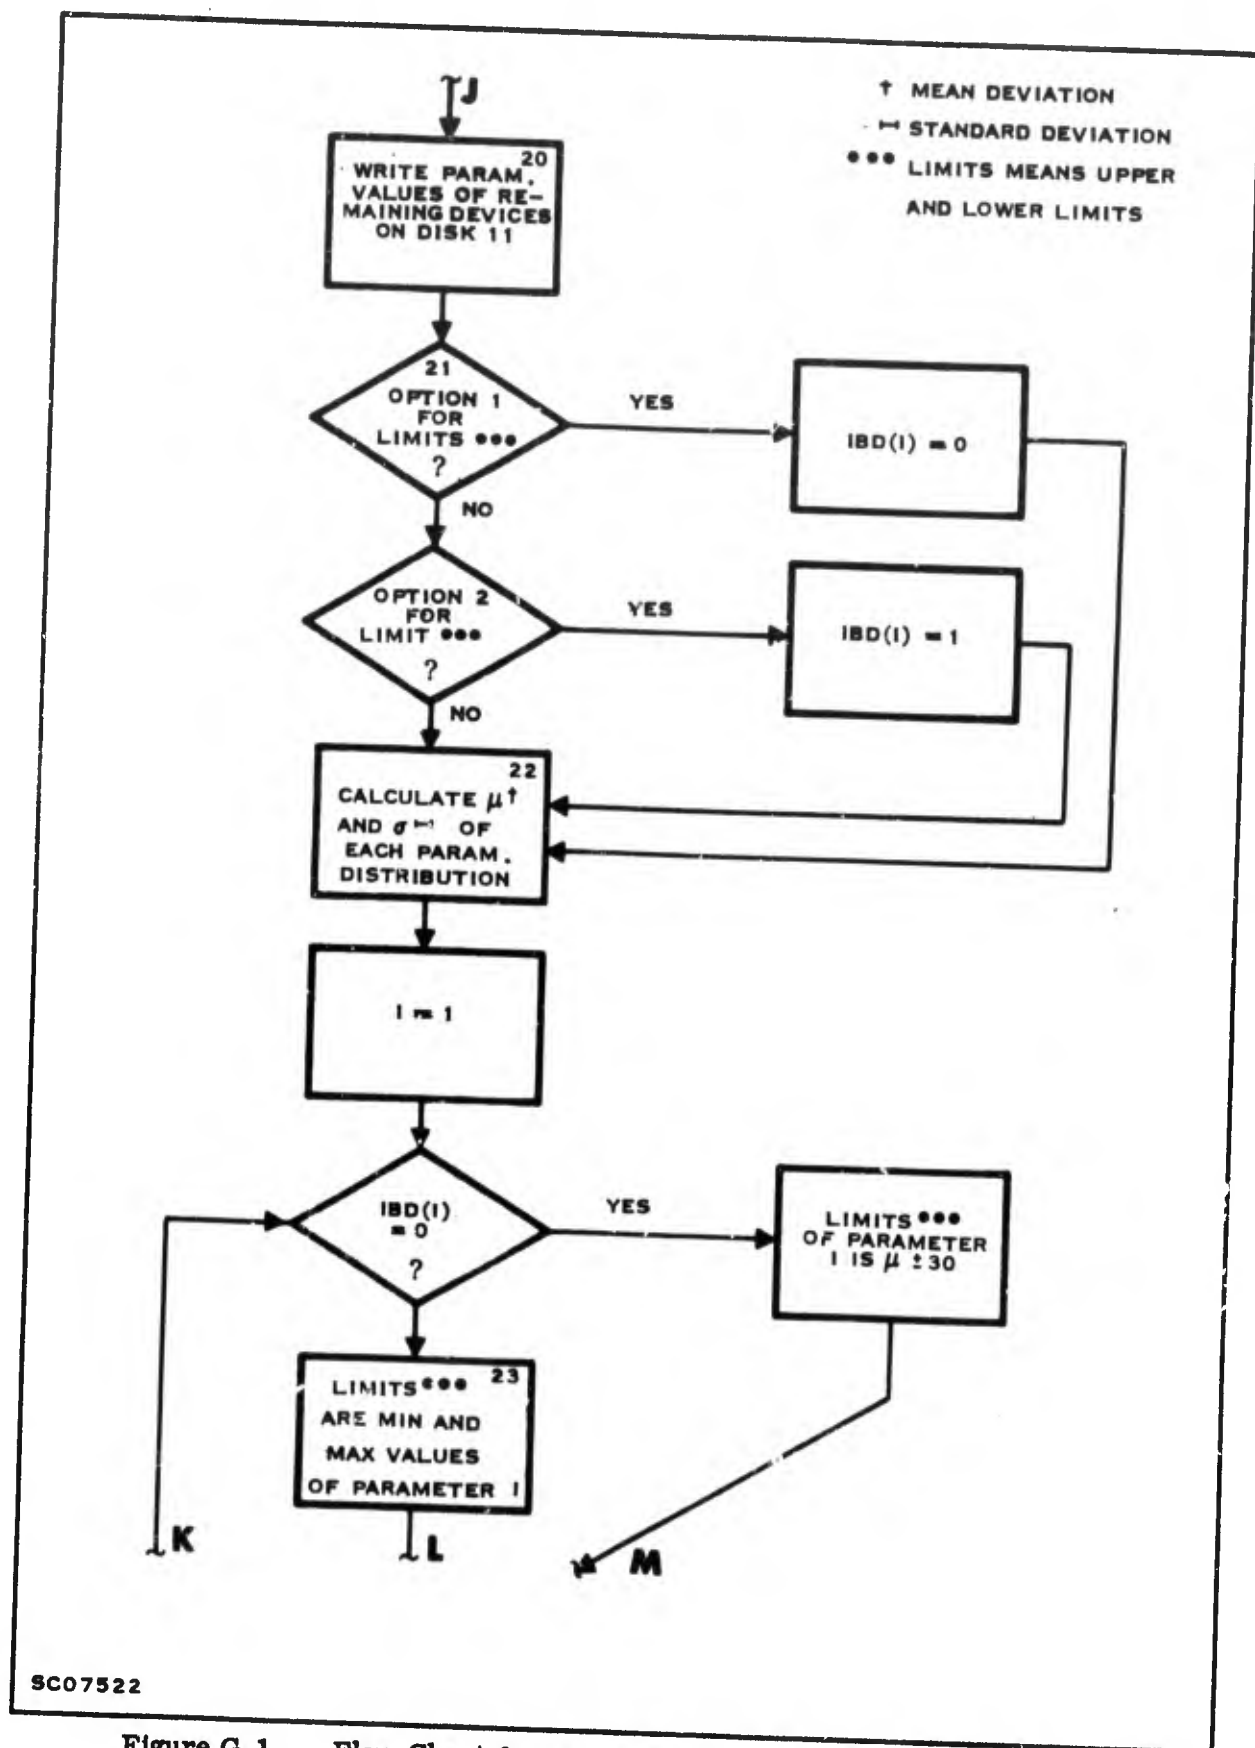 J
† MEAN DEVIATION
⊢⊣ STANDARD DEVIATION
••• LIMITS MEANS UPPER
AND LOWER LIMITS
20
WRITE PARAM.
VALUES OF RE-
MAINING DEVICES
ON DISK 11
21
OPTION 1
FOR
LIMITS •••
?
YES
IBD(I) = 0
NO
OPTION 2
FOR
LIMIT •••
?
YES
IBD(I) = 1
NO
22
CALCULATE μ†
AND σ ⊢⊣ OF
EACH PARAM.
DISTRIBUTION
I = 1
IBD(I)
= 0
?
YES
LIMITS •••
OF PARAMETER
I IS μ ±30
23
LIMITS •••
ARE MIN AND
MAX VALUES
OF PARAMETER I
K
L
M
SC07522